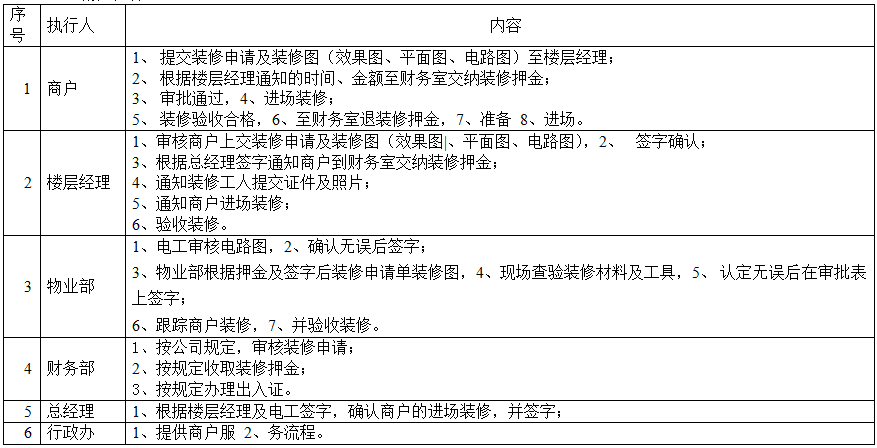 序号 执行人 内容
1 商户
1、 提交装修申请及装修图（效果图、平面图、电路图）至楼层经理；
2、 根据楼层经理通知的时间、金额至财务室交纳装修押金；
3、 审批通过，4、进场装修；
5、 装修验收合格，6、至财务室退装修押金，7、准备 8、进场。
2 楼层经理
1、审核商户上交装修申请及装修图（效果图、平面图、电路图），2、 签字确认；
3、根据总经理签字通知商户到财务室交纳装修押金；
4、通知装修工人提交证件及照片；
5、通知商户进场装修；
6、验收装修。
3 物业部
1、电工审核电路图，2、确认无误后签字；
3、物业部根据押金及签字后装修申请单装修图，4、现场查验装修材料及工具，5、 认定无误后在审批表
上签字；
6、跟踪商户装修，7、并验收装修。
4 财务部
1、按公司规定，审核装修申请；
2、按规定收取装修押金；
3、按规定办理出入证。
5 总经理 1、根据楼层经理及电工签字，确认商户的进场装修，并签字；
6 行政办 1、提供商户服 2、务流程。